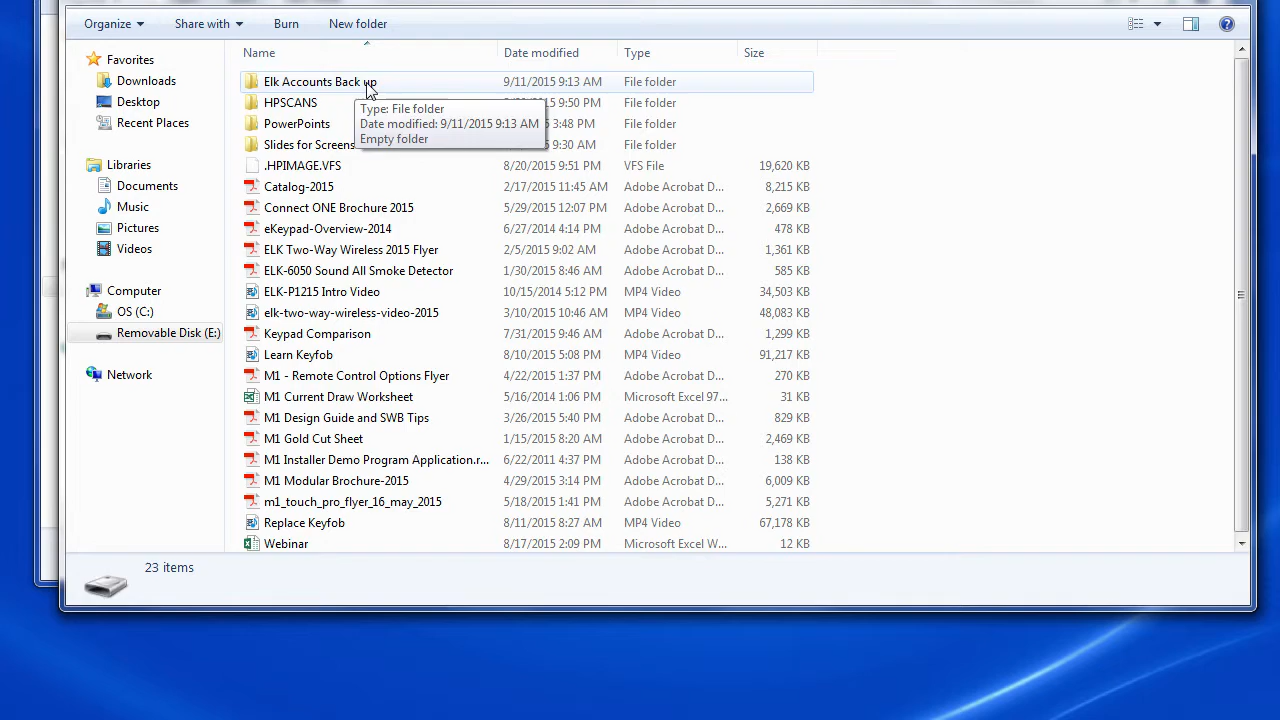 Organize Share with Burn New folder
Name Date modified Type Size
Favorites
Downloads
Desktop
Recent Places
Libraries
Documents
Music
Pictures
Videos
Computer
OS (C:)
Removable Disk (E:)
Network
Elk Accounts Back up 9/11/2015 9:13 AM File folder
HPSCANS 9:50 PM File folder
PowerPoints 3:48 PM File folder
Slides for Screens 9:30 AM File folder
Type: File folder
Date modified: 9/11/2015 9:13 AM
Empty folder
.HPIMAGE.VFS 8/20/2015 9:51 PM VFS File 19,620 KB
Catalog-2015 2/17/2015 11:45 AM Adobe Acrobat D... 8,215 KB
Connect ONE Brochure 2015 5/29/2015 12:07 PM Adobe Acrobat D... 2,669 KB
eKeypad-Overview-2014 6/27/2014 4:14 PM Adobe Acrobat D... 478 KB
ELK Two-Way Wireless 2015 Flyer 2/5/2015 9:02 AM Adobe Acrobat D... 1,361 KB
ELK-6050 Sound All Smoke Detector 1/30/2015 8:46 AM Adobe Acrobat D... 585 KB
ELK-P1215 Intro Video 10/15/2014 5:12 PM MP4 Video 34,503 KB
elk-two-way-wireless-video-2015 3/10/2015 10:46 AM MP4 Video 48,083 KB
Keypad Comparison 7/31/2015 9:46 AM Adobe Acrobat D... 1,299 KB
Learn Keyfob 8/10/2015 5:08 PM MP4 Video 91,217 KB
M1 - Remote Control Options Flyer 4/22/2015 1:37 PM Adobe Acrobat D... 270 KB
M1 Current Draw Worksheet 5/16/2014 1:06 PM Microsoft Excel 97... 31 KB
M1 Design Guide and SWB Tips 3/26/2015 5:40 PM Adobe Acrobat D... 829 KB
M1 Gold Cut Sheet 1/15/2015 8:20 AM Adobe Acrobat D... 2,469 KB
M1 Installer Demo Program Application.r... 6/22/2011 4:37 PM Adobe Acrobat D... 138 KB
M1 Modular Brochure-2015 4/29/2015 3:14 PM Adobe Acrobat D... 6,009 KB
m1_touch_pro_flyer_16_may_2015 5/18/2015 1:41 PM Adobe Acrobat D... 5,271 KB
Replace Keyfob 8/11/2015 8:27 AM MP4 Video 67,178 KB
Webinar 8/17/2015 2:09 PM Microsoft Excel W... 12 KB
23 items